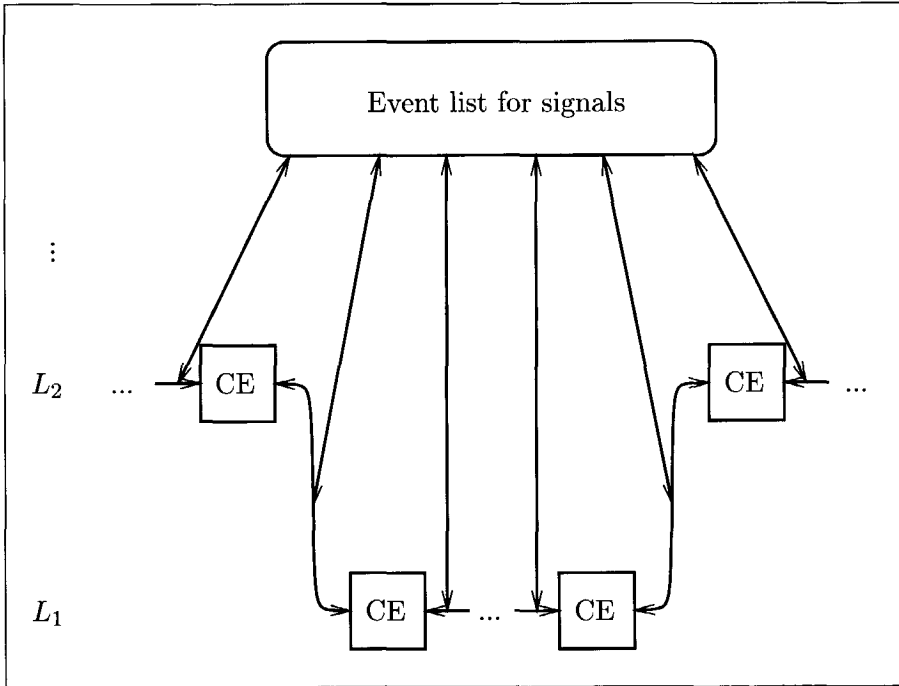 Event list for signals
⋮
L₂ ... CE CE ...
L₁ CE ... CE